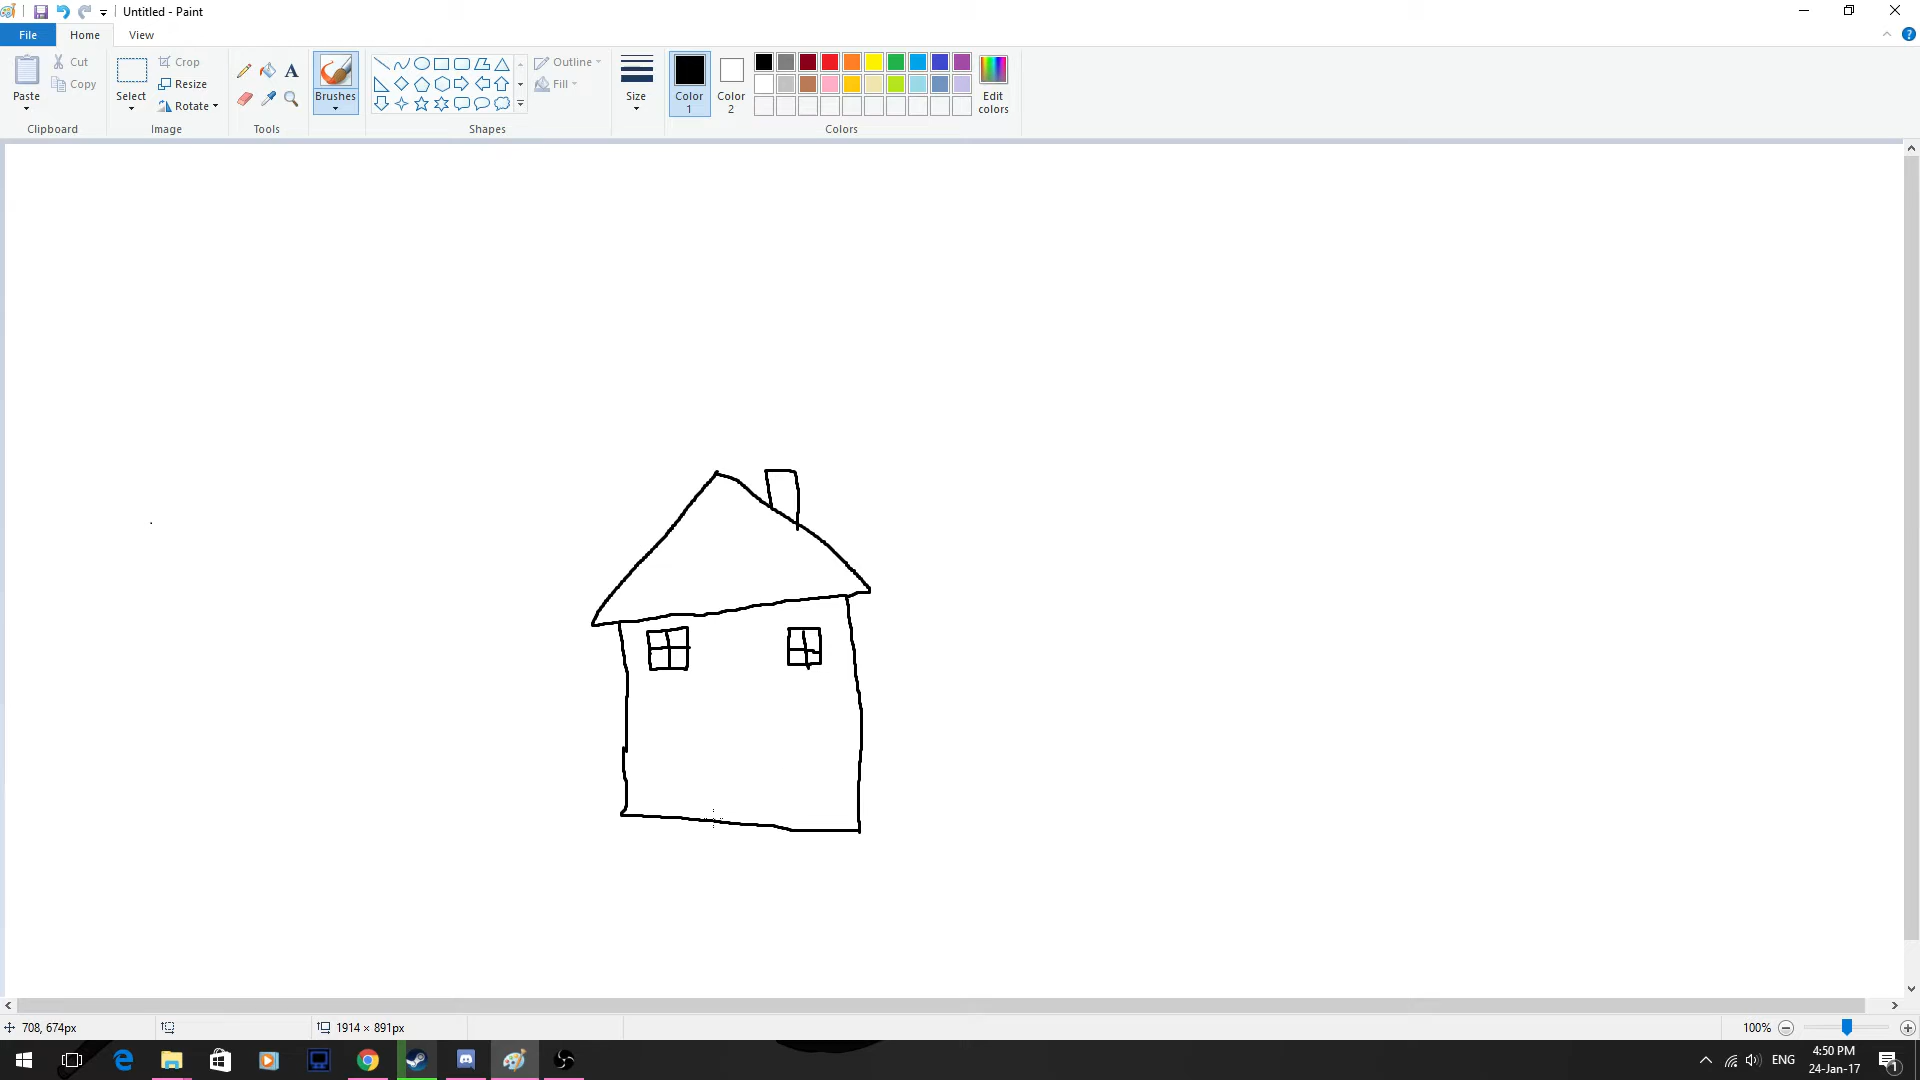 Untitled - Paint
File Home View
Paste
Cut
Copy
Clipboard
Select
Crop
Resize
Rotate
Image
A
Tools
Brushes
Outline
Fill
Shapes
Size
Color 1
Color 2
Edit colors
Colors
708, 674px
1914 × 891px
100%
ENG
4:50 PM
24-Jan-17
1